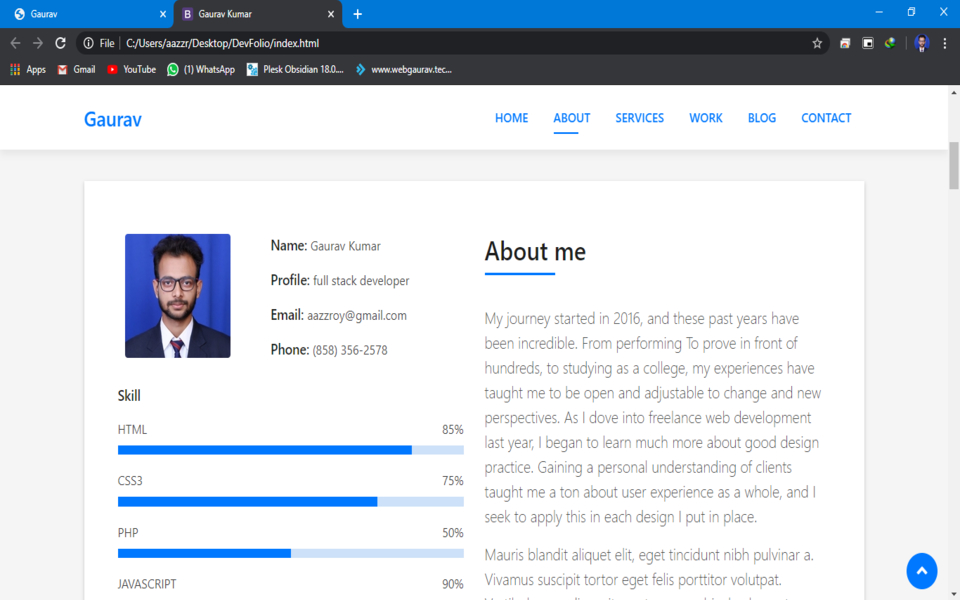 Gaurav
B Gaurav Kumar
File C:/Users/aazzr/Desktop/DevFolio/index.html
Apps Gmail YouTube (1) WhatsApp Plesk Obsidian 18.0.... www.webgaurav.tec...
Gaurav
HOME ABOUT SERVICES WORK BLOG CONTACT
Name: Gaurav Kumar
Profile: full stack developer
Email: aazzroy@gmail.com
Phone: (858) 356-2578
Skill
HTML 85%
CSS3 75%
PHP 50%
JAVASCRIPT 90%
About me
My journey started in 2016, and these past years have
been incredible. From performing To prove in front of
hundreds, to studying as a college, my experiences have
taught me to be open and adjustable to change and new
perspectives. As I dove into freelance web development
last year, I began to learn much more about good design
practice. Gaining a personal understanding of clients
taught me a ton about user experience as a whole, and I
seek to apply this in each design I put in place.
Mauris blandit aliquet elit, eget tincidunt nibh pulvinar a.
Vivamus suscipit tortor eget felis porttitor volutpat.